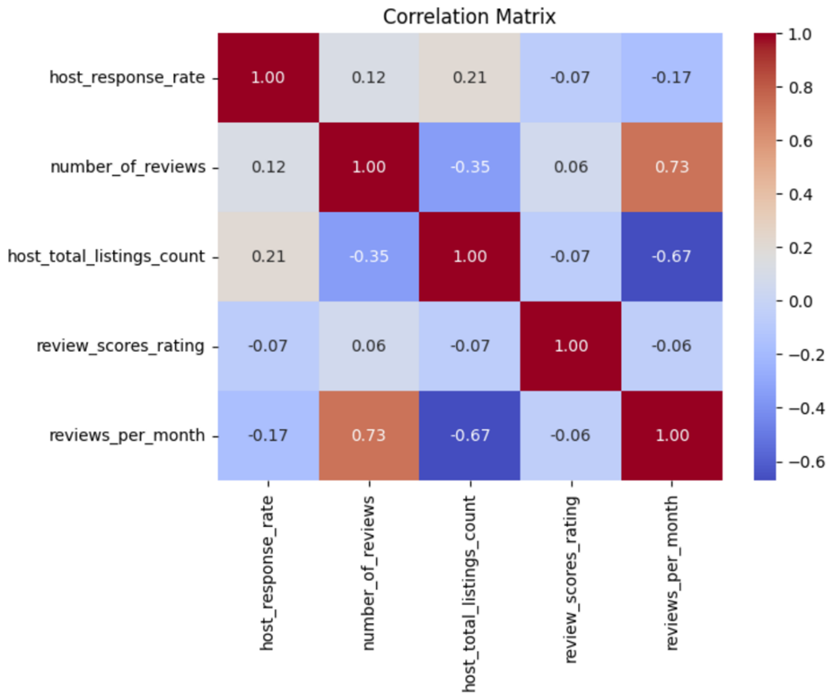 Correlation Matrix
host_response_rate 1.00 0.12 0.21 -0.07 -0.17
number_of_reviews 0.12 1.00 -0.35 0.06 0.73
host_total_listings_count 0.21 -0.35 1.00 -0.07 -0.67
review_scores_rating -0.07 0.06 -0.07 1.00 -0.06
reviews_per_month -0.17 0.73 -0.67 -0.06 1.00
host_response_rate
number_of_reviews
host_total_listings_count
review_scores_rating
reviews_per_month
1.0
0.8
0.6
0.4
0.2
0.0
−0.2
−0.4
−0.6